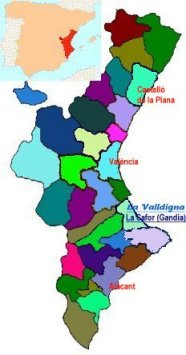 Castelló
de la Plana
València
La Valldigna
La Safor (Gandia)
Alacant